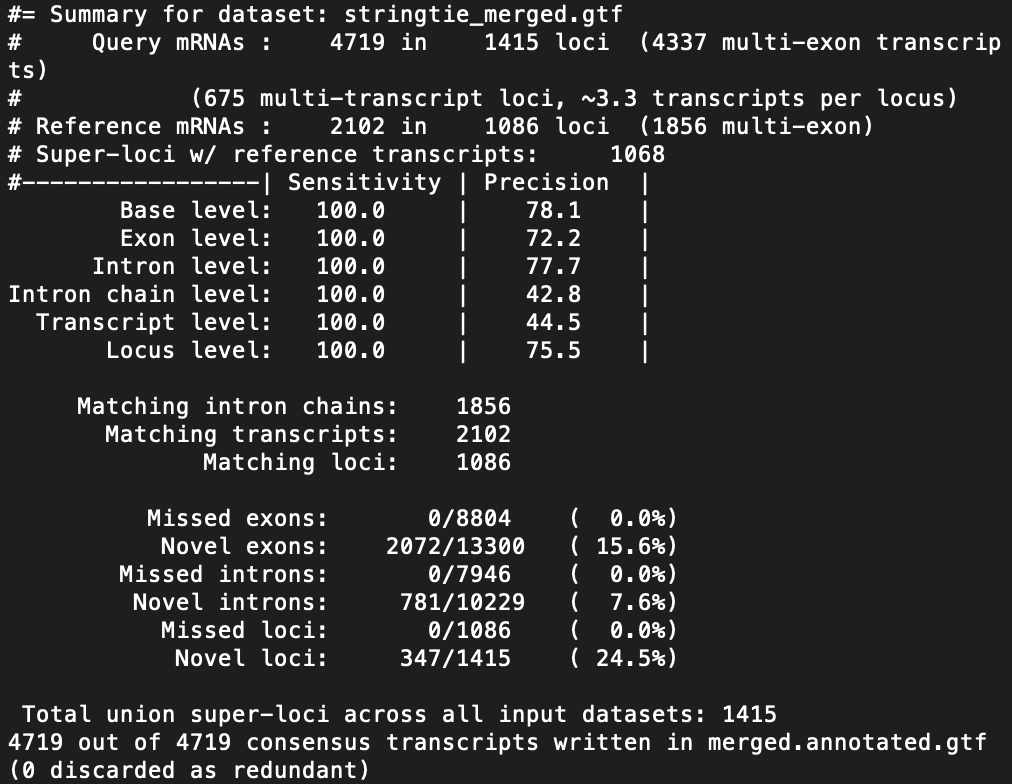 #= Summary for dataset: stringtie_merged.gtf
#     Query mRNAs :    4719 in    1415 loci  (4337 multi-exon transcrip
ts)
#            (675 multi-transcript loci, ~3.3 transcripts per locus)
# Reference mRNAs :    2102 in    1086 loci  (1856 multi-exon)
# Super-loci w/ reference transcripts:     1068
#-----------------| Sensitivity | Precision  |
        Base level:   100.0     |    78.1    |
        Exon level:   100.0     |    72.2    |
      Intron level:   100.0     |    77.7    |
Intron chain level:   100.0     |    42.8    |
  Transcript level:   100.0     |    44.5    |
       Locus level:   100.0     |    75.5    |
     Matching intron chains:    1856
       Matching transcripts:    2102
              Matching loci:    1086
          Missed exons:       0/8804    (  0.0%)
           Novel exons:    2072/13300   ( 15.6%)
        Missed introns:       0/7946    (  0.0%)
         Novel introns:     781/10229   (  7.6%)
           Missed loci:       0/1086    (  0.0%)
            Novel loci:     347/1415    ( 24.5%)
 Total union super-loci across all input datasets: 1415
4719 out of 4719 consensus transcripts written in merged.annotated.gtf
(0 discarded as redundant)